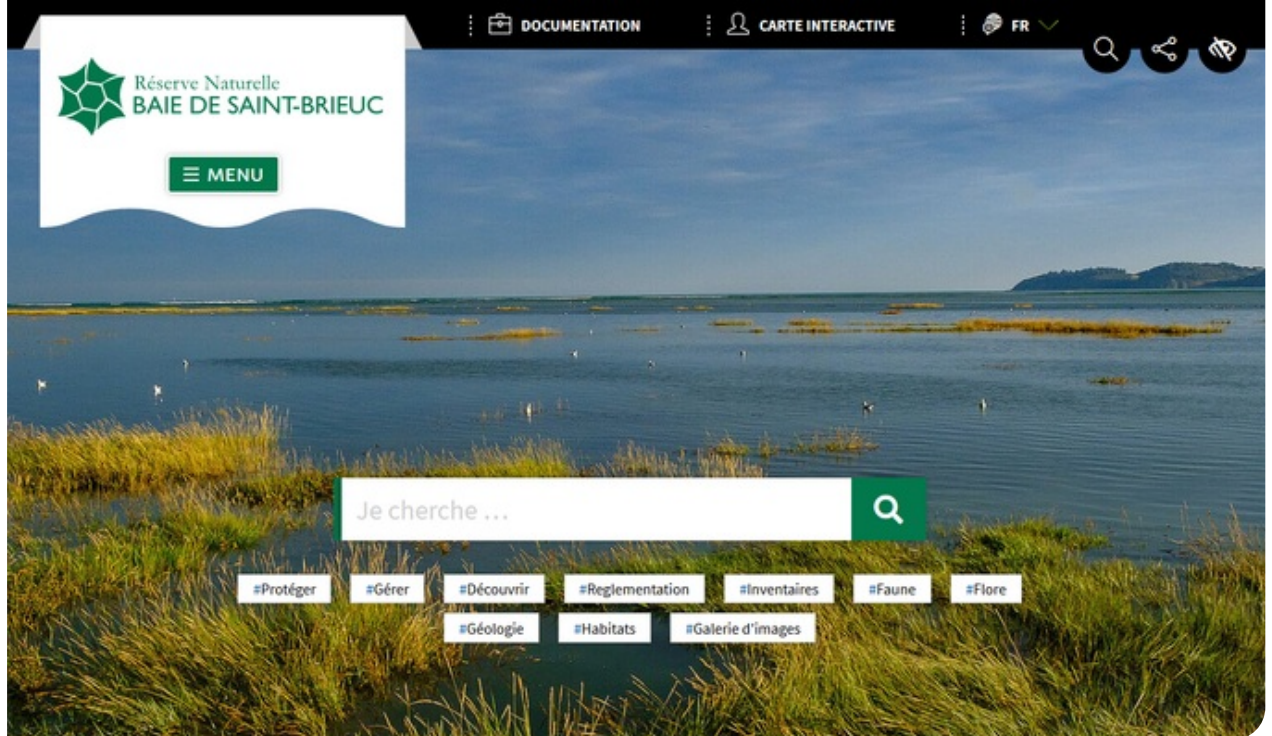 DOCUMENTATION
CARTE INTERACTIVE
FR
Réserve Naturelle
BAIE DE SAINT-BRIEUC
MENU
Je cherche ...
#Protéger #Gérer #Découvrir #Reglementation #Inventaires #Faune #Flore
#Géologie #Habitats #Galerie d'images